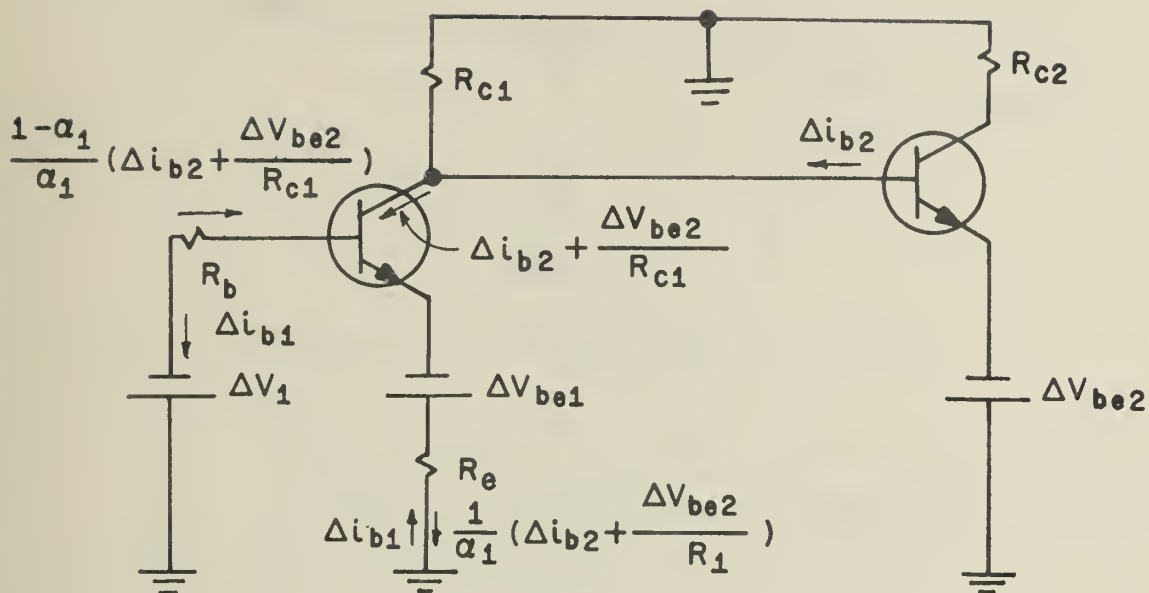 R_c1
R_c2
(1-α_1)/α_1 (Δi_b2 + ΔV_be2/R_c1)
Δi_b2
Δi_b2 + ΔV_be2/R_c1
R_b
Δi_b1
ΔV_1
ΔV_be1
ΔV_be2
R_e
Δi_b1
1/α_1 (Δi_b2 + ΔV_be2/R_1)